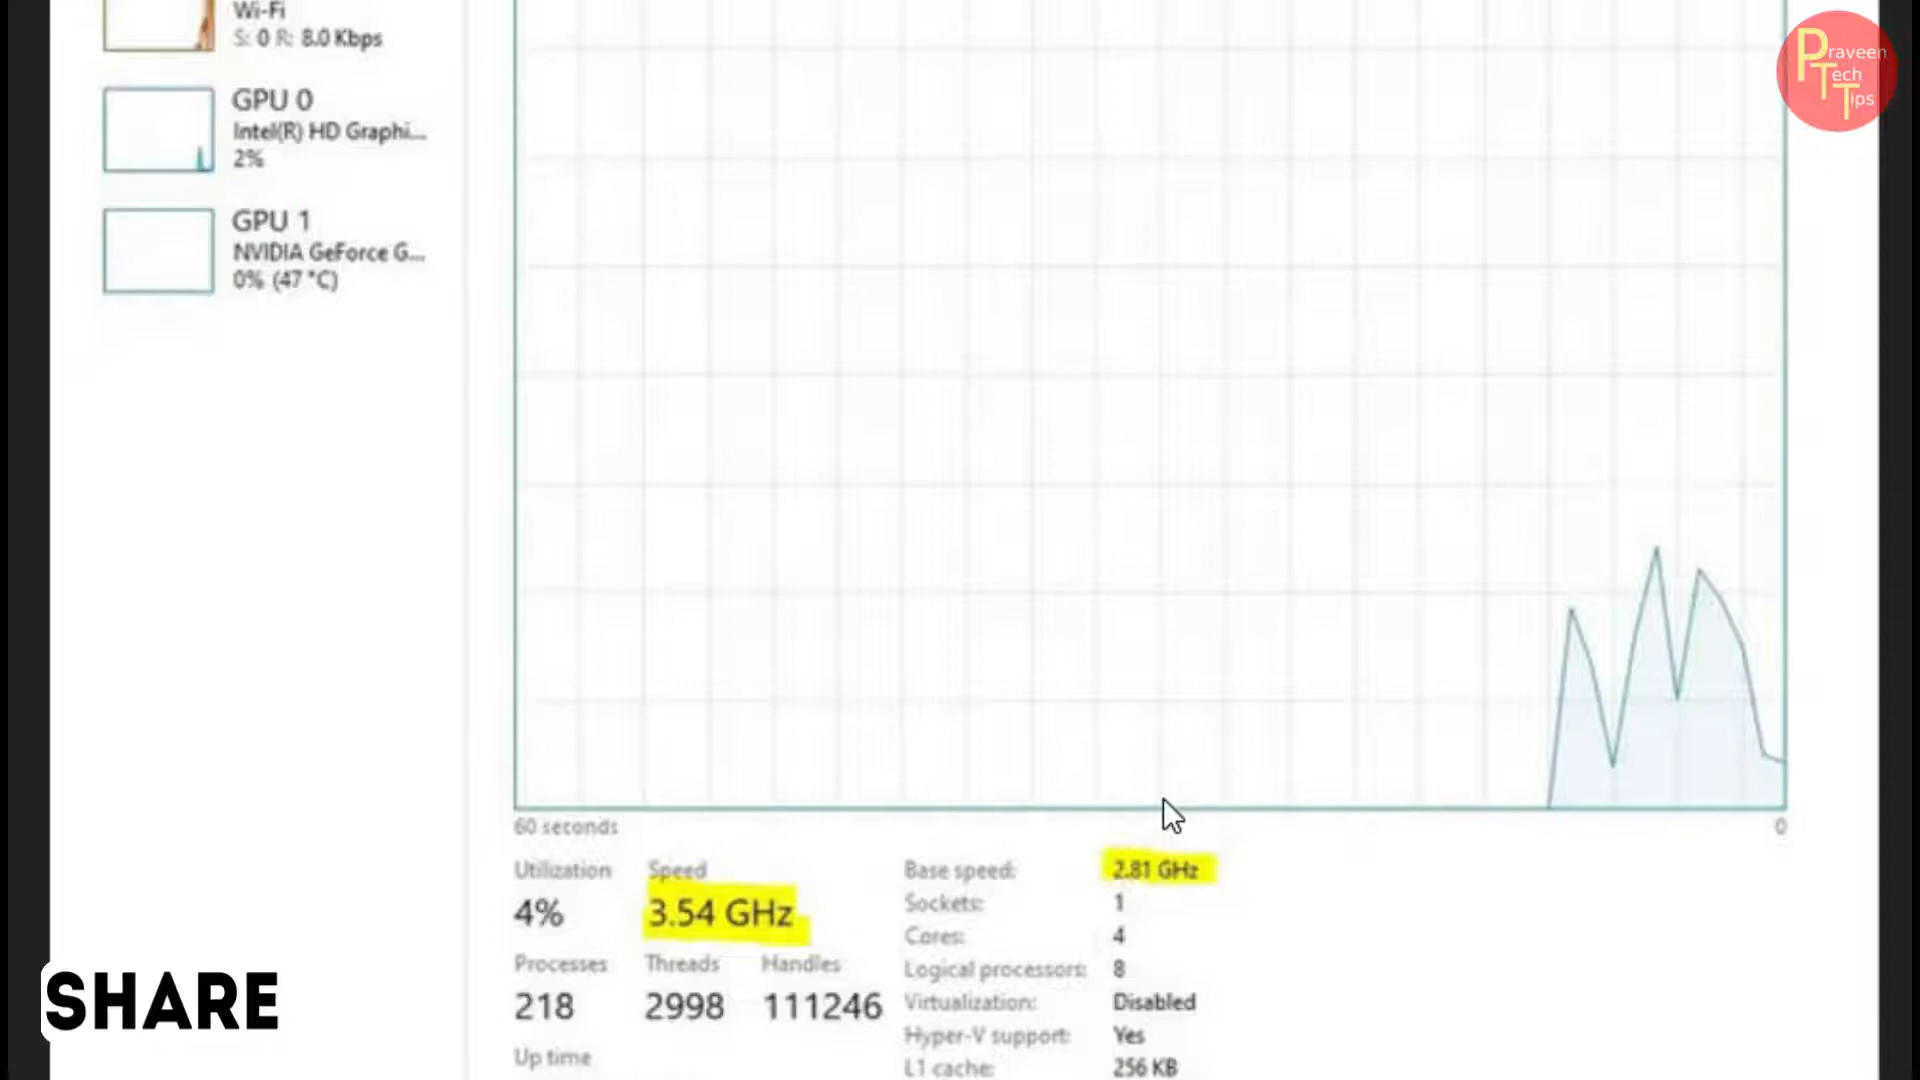 Wi-Fi
S: 0 R: 8.0 Kbps
GPU 0
Intel(R) HD Graphi...
2%
GPU 1
NVIDIA GeForce G...
0% (47 °C)
Praveen
Tech
Tips
60 seconds
0
Utilization
Speed
4%
3.54 GHz
Processes
Threads
Handles
218
2998
111246
Up time
Base speed:
2.81 GHz
Sockets:
1
Cores:
4
Logical processors:
8
Virtualization:
Disabled
Hyper-V support:
Yes
L1 cache:
256 KB
SHARE